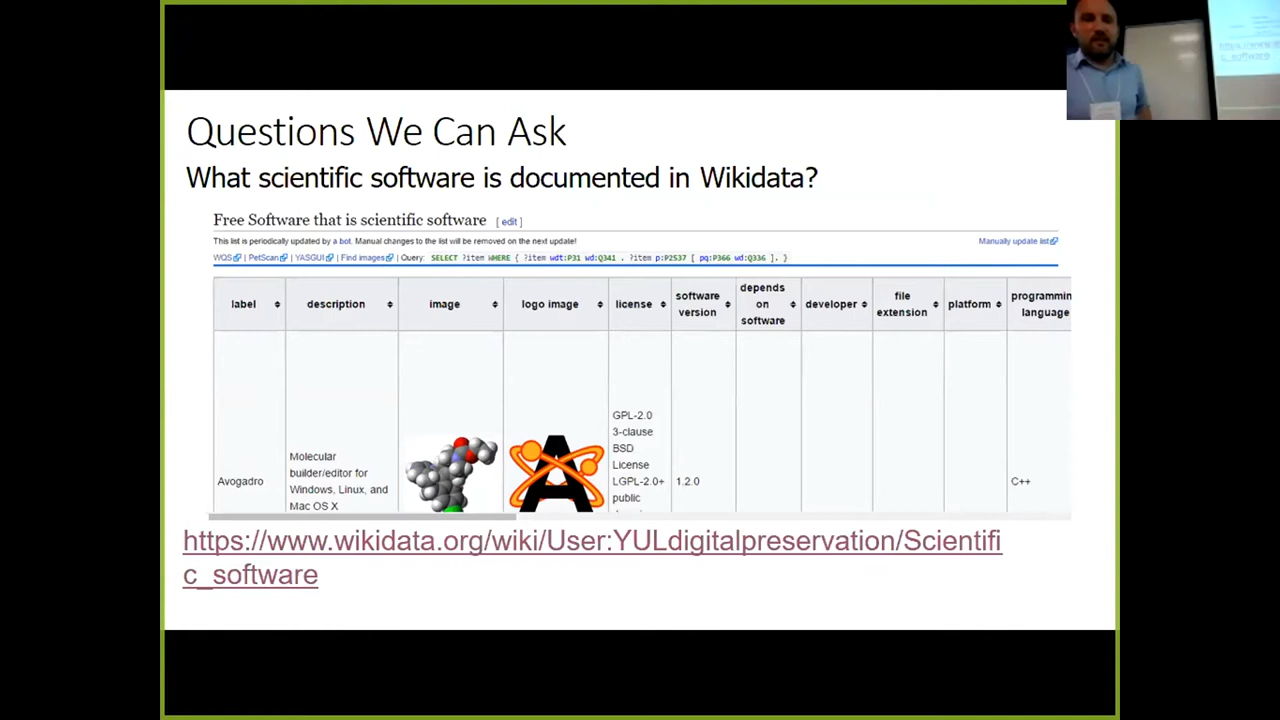 Questions We Can Ask
What scientific software is documented in Wikidata?
Free Software that is scientific software [ edit ]
This list is periodically updated by a bot. Manual changes to the list will be removed on the next update!
Manually update list
WQS | PetScan | YASGUI | Find images | Query: SELECT ?item WHERE { ?item wdt:P31 wd:Q341 . ?item p:P2537 [ pq:P366 wd:Q336 ]. }
label
description
image
logo image
license
software
version
depends
on
software
developer
file
extension
platform
programmin
language
Avogadro
Molecular
builder/editor for
Windows, Linux, and
Mac OS X
GPL-2.0
3-clause
BSD
License
LGPL-2.0+
public
1.2.0
C++
https://www.wikidata.org/wiki/User:YULdigitalpreservation/Scientifi
c_software